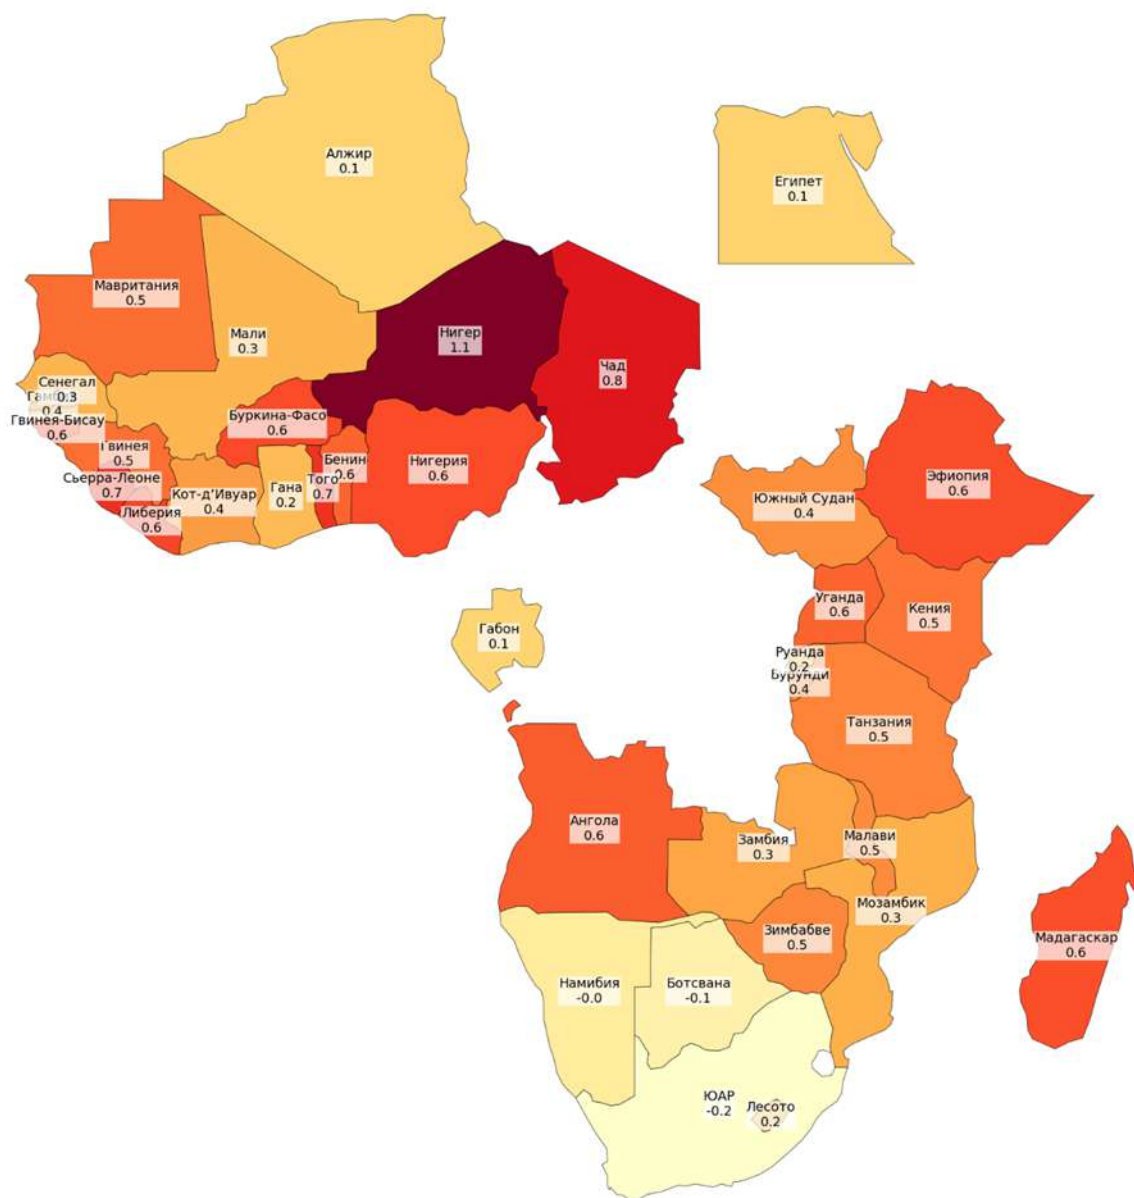 Алжир
0.1
Египет
0.1
Мавритания
0.5
Мали
0.3
Нигер
1.1
Чад
0.8
Сенегал
0.3
0.4
Гвинея-Бисау
0.6
Буркина-Фасо
0.6
Гвинея
0.5
Сьерра-Леоне
0.7
Либерия
0.6
Кот-д'Ивуар
0.4
Гана
0.2
Того
0.7
Бенин
0.6
Нигерия
0.6
Эфиопия
0.6
Южный Судан
0.4
Уганда
0.6
Кения
0.5
Габон
0.1
Руанда
0.2
Бурунди
0.4
Танзания
0.5
Ангола
0.6
Замбия
0.3
Малави
0.5
Мозамбик
0.3
Зимбабве
0.5
Мадагаскар
0.6
Намибия
-0.0
Ботсвана
-0.1
ЮАР
-0.2
Лесото
0.2